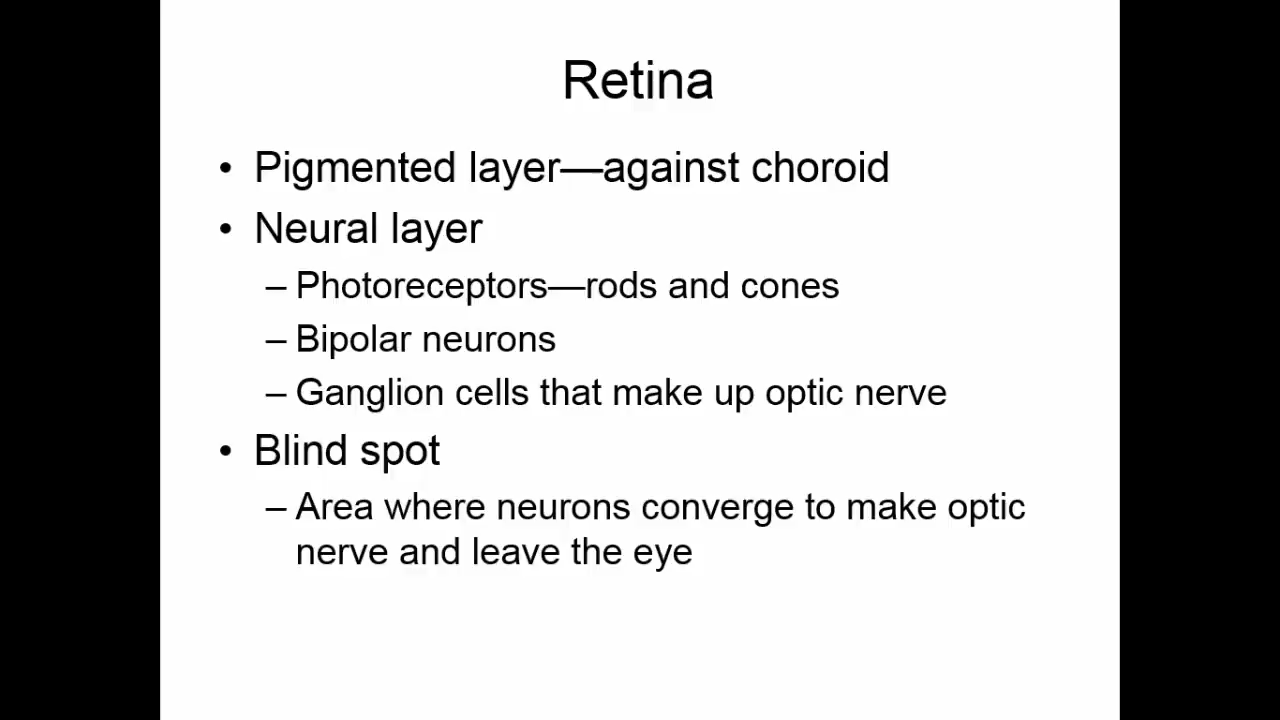 Retina
• Pigmented layer—against choroid
• Neural layer
– Photoreceptors—rods and cones
– Bipolar neurons
– Ganglion cells that make up optic nerve
• Blind spot
– Area where neurons converge to make optic
nerve and leave the eye